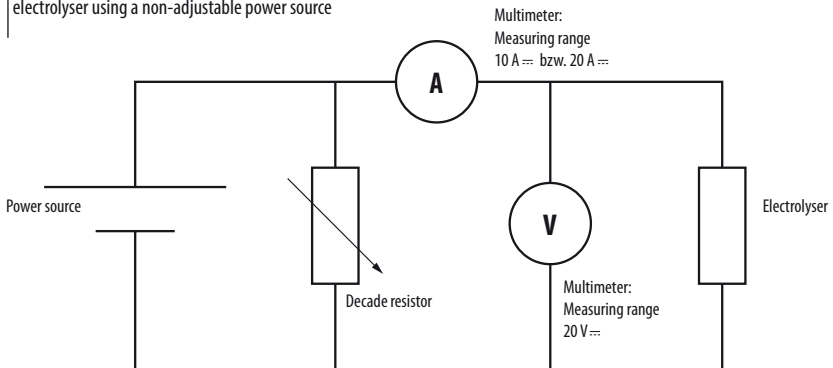 electrolyser using a non-adjustable power source
Multimeter:
Measuring range
10 A ⎓ bzw. 20 A ⎓
A
Power source
V
Electrolyser
Decade resistor
Multimeter:
Measuring range
20 V ⎓